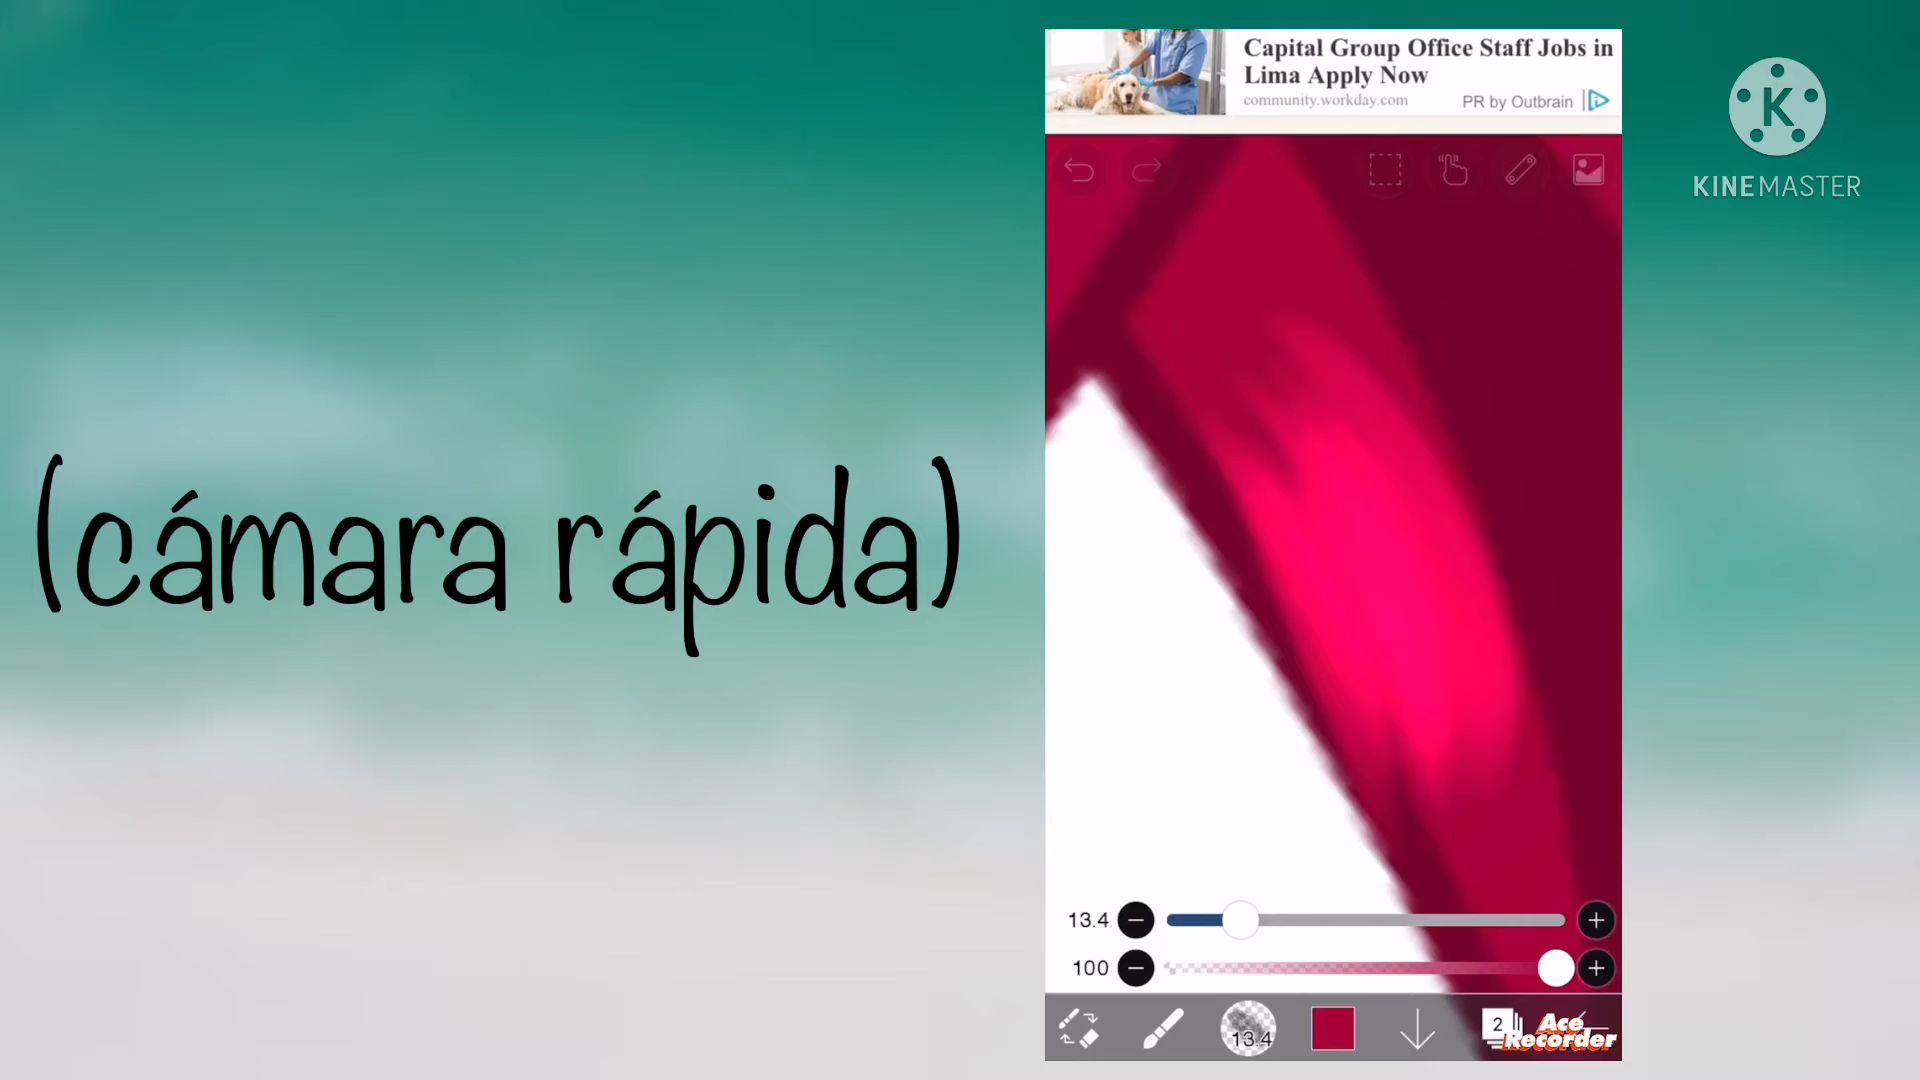 Capital Group Office Staff Jobs in
Lima Apply Now
community.workday.com
PR by Outbrain
K
KINEMASTER
(cámara rápida)
13.4
100
13.4
2
Ace
Recorder